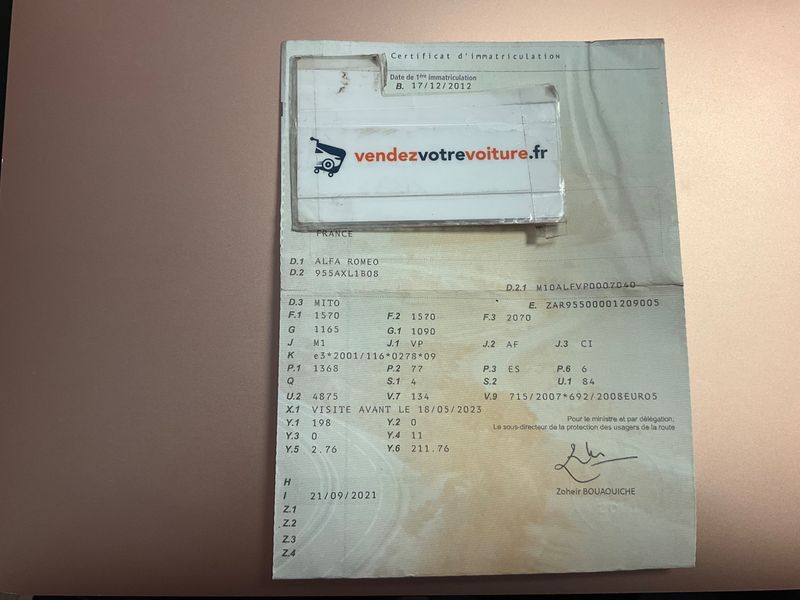 Certificat d'immatriculation
Date de 1ère immatriculation
B. 17/12/2012
vendezvotrevoiture.fr
FRANCE
D.1 ALFA ROMEO
D.2 955AXL1B08
D.2.1 M10ALFVP0007040
D.3 MITO
E. ZAR95500001209005
F.1 1570 F.2 1570 F.3 2070
G 1165 G.1 1090
J M1 J.1 VP J.2 AF J.3 CI
K e3*2001/116*0278*09
P.1 1368 P.2 77 P.3 ES P.6 6
Q S.1 4 S.2 U.1 84
U.2 4875 V.7 134 V.9 715/2007*692/2008EURO5
X.1 VISITE AVANT LE 18/05/2023
Y.1 198 Y.2 0
Y.3 0 Y.4 11
Y.5 2.76 Y.6 211.76
Pour le ministre et par délégation,
Le sous-directeur de la protection des usagers de la route
Zoheir BOUAOUICHE
H
I 21/09/2021
Z.1
Z.2
Z.3
Z.4